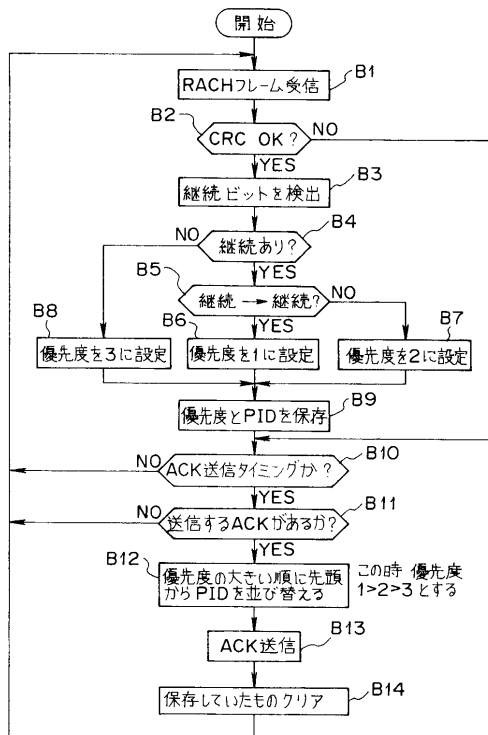 開始
B1
RACHフレーム受信
B2
CRC OK?
NO
YES
B3
継続ビットを検出
B4
NO
継続あり?
B5
YES
継続→継続?
NO
B8
B6
YES
B7
優先度を3に設定
優先度を1に設定
優先度を2に設定
B9
優先度とPIDを保存
NO
B10
ACK送信タイミングか?
YES
NO
B11
送信するACKがあるか?
YES
B12
優先度の大きい順に先頭
からPIDを並び替える
この時 優先度
1>2>3とする
B13
ACK送信
B14
保存していたものクリア